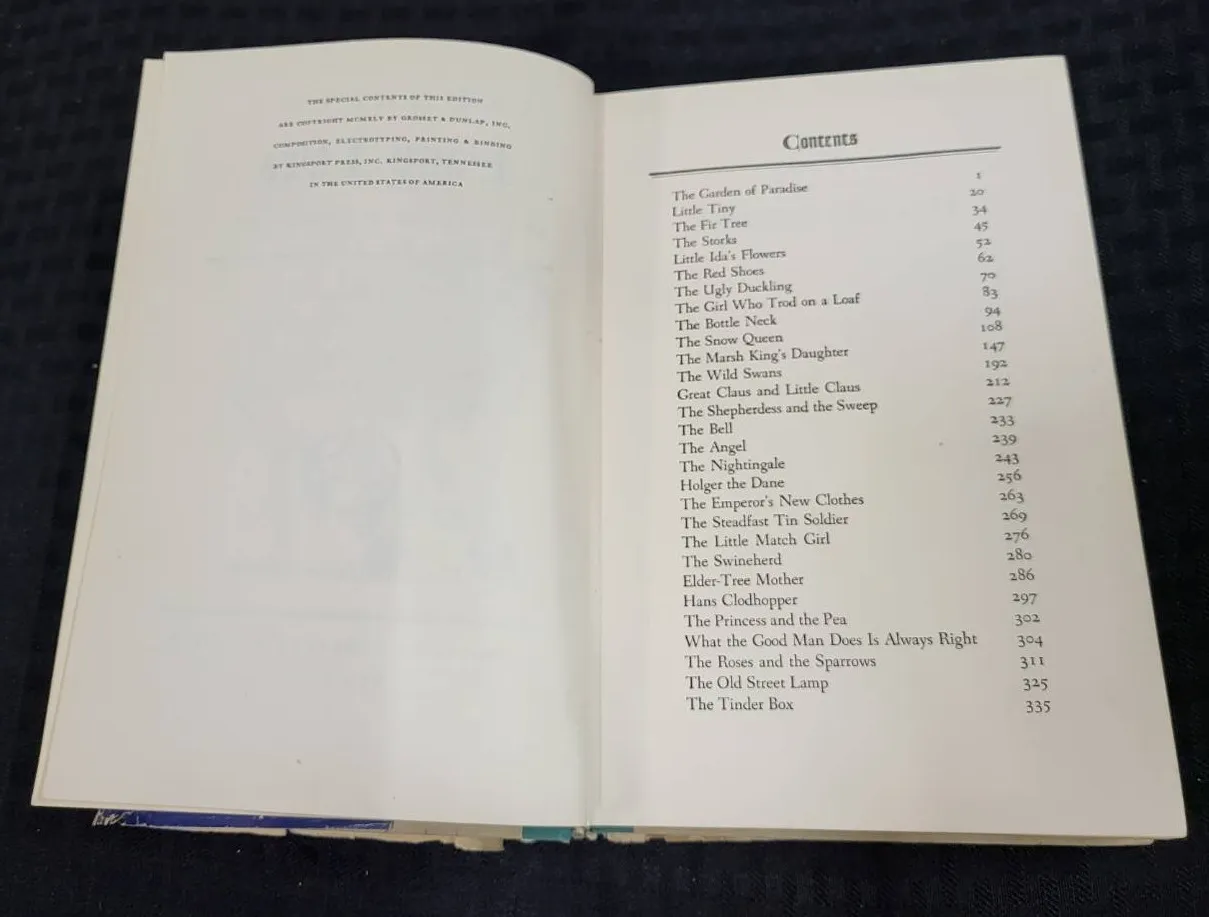 THE SPECIAL CONTENTS OF THIS EDITION
ARE COPYRIGHT MCMXLV BY GROSSET & DUNLAP, INC.
COMPOSITION, ELECTROTYPING, PRINTING & BINDING
BY KINGSPORT PRESS, INC. KINGSPORT, TENNESSEE
IN THE UNITED STATES OF AMERICA
Contents
The Garden of Paradise 1
Little Tiny 20
The Fir Tree 34
The Storks 45
Little Ida's Flowers 52
The Red Shoes 62
The Ugly Duckling 70
The Girl Who Trod on a Loaf 83
The Bottle Neck 94
The Snow Queen 108
The Marsh King's Daughter 147
The Wild Swans 192
Great Claus and Little Claus 212
The Shepherdess and the Sweep 227
The Bell 233
The Angel 239
The Nightingale 243
Holger the Dane 256
The Emperor's New Clothes 263
The Steadfast Tin Soldier 269
The Little Match Girl 276
The Swineherd 280
Elder-Tree Mother 286
Hans Clodhopper 297
The Princess and the Pea 302
What the Good Man Does Is Always Right 304
The Roses and the Sparrows 311
The Old Street Lamp 325
The Tinder Box 335